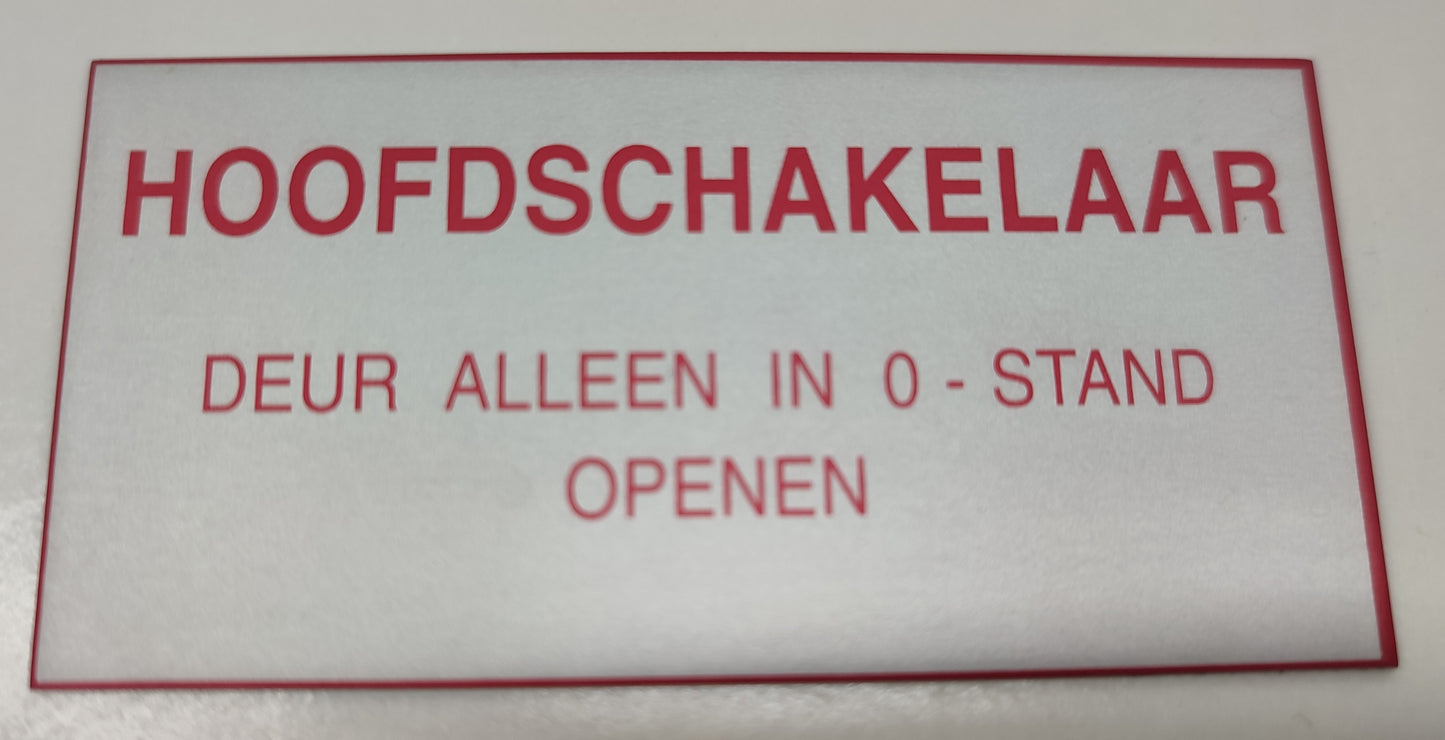 HOOFDSCHAKELAAR
DEUR ALLEEN IN 0 - STAND
OPENEN